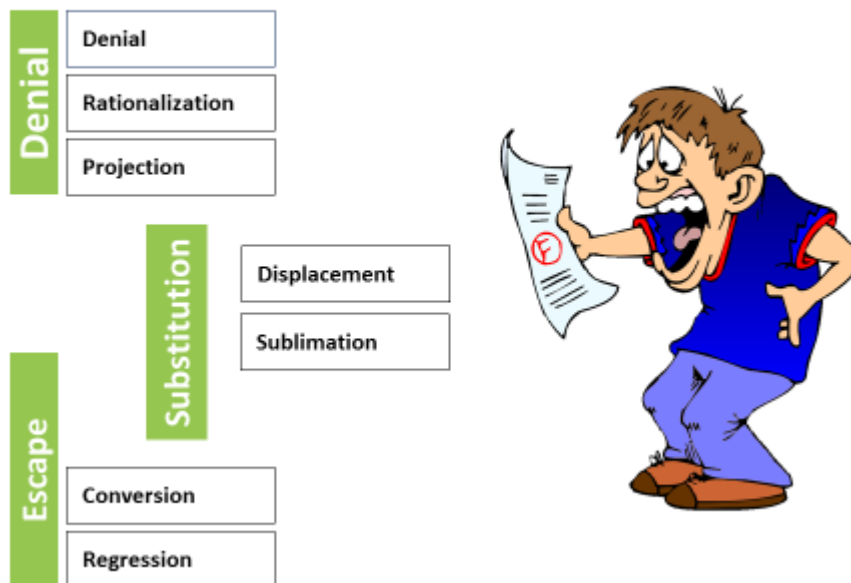 Denial
Denial
Rationalization
Projection
Substitution
Displacement
Sublimation
Escape
Conversion
Regression
F